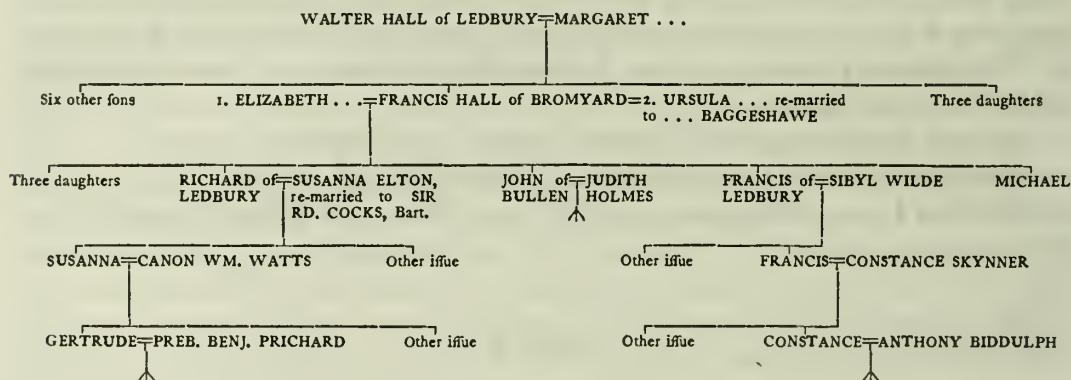 WALTER HALL of LEDBURY=MARGARET . . .
Six other ſons
1. ELIZABETH . . .=FRANCIS HALL of BROMYARD=2. URSULA . . . re-married
to . . . BAGGESHAWE
Three daughters
Three daughters
RICHARD of=SUSANNA ELTON,
LEDBURY re-married to SIR
RD. COCKS, Bart.
JOHN of=JUDITH
BULLEN HOLMES
FRANCIS of=SIBYL WILDE
LEDBURY
MICHAEL
SUSANNA=CANON WM. WATTS
Other iſſue
Other iſſue
FRANCIS=CONSTANCE SKYNNER
GERTRUDE=PREB. BENJ. PRICHARD
Other iſſue
Other iſſue
CONSTANCE=ANTHONY BIDDULPH